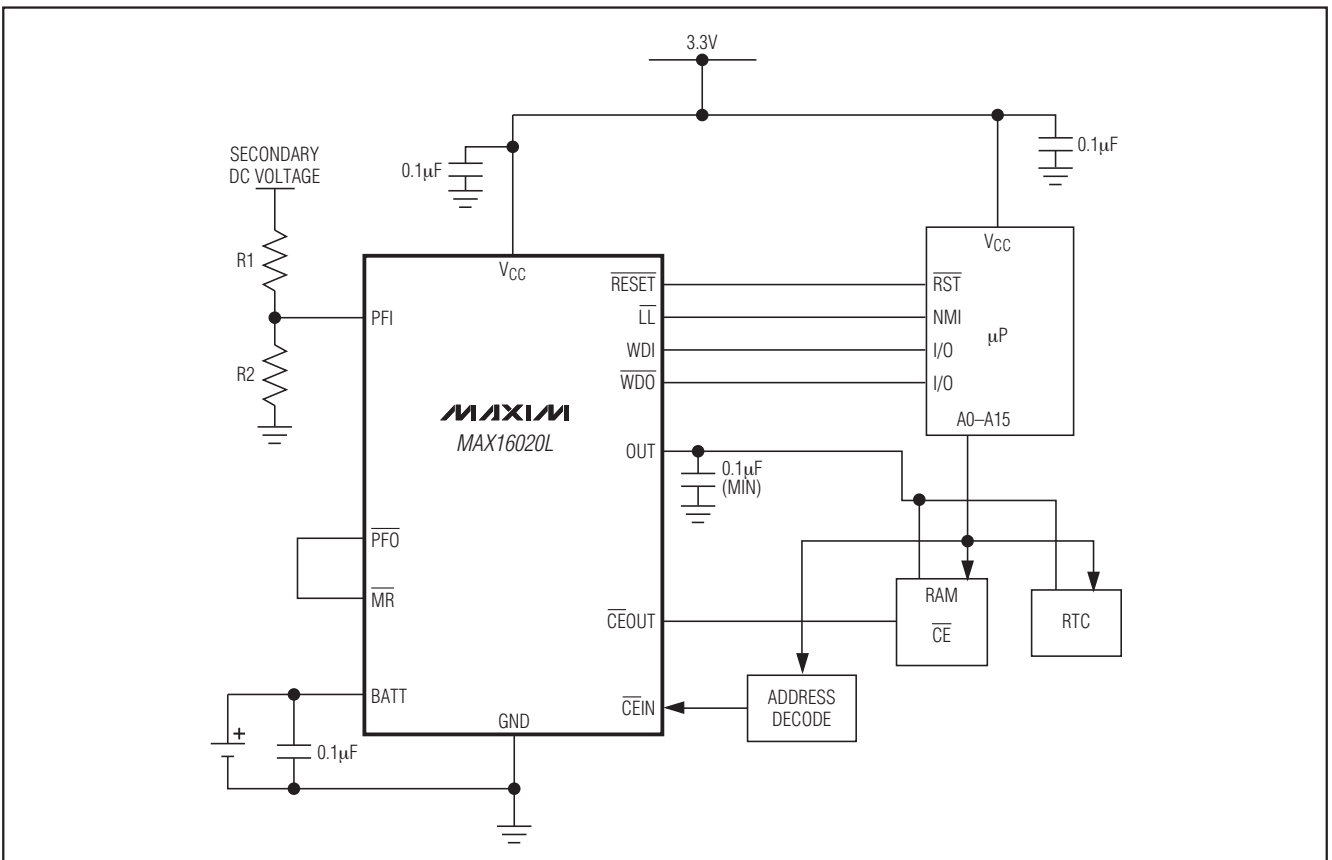 3.3V
0.1µF
0.1µF
SECONDARY
DC VOLTAGE
R1
R2
VCC
PFI
PFO
MR
BATT
GND
RESET
LL
WDI
WDO
OUT
CEOUT
CEIN
MAXIM
MAX16020L
VCC
RST
NMI
I/O
I/O
µP
A0–A15
0.1µF
(MIN)
RAM
CE
RTC
ADDRESS
DECODE
+
0.1µF